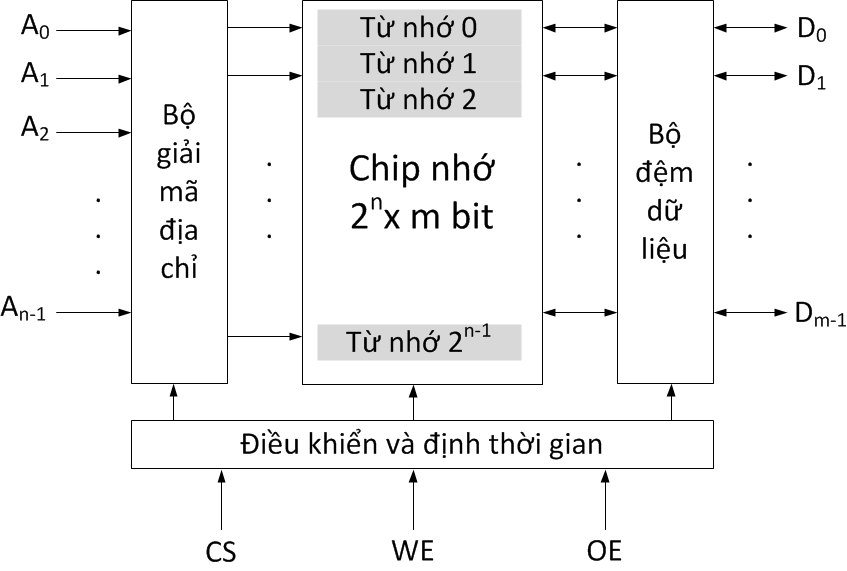 A0
A1
A2
An-1
Bộ
giải
mã
địa
chỉ
Từ nhớ 0
Từ nhớ 1
Từ nhớ 2
Chip nhớ
2^n x m bit
Từ nhớ 2^n-1
Bộ
đệm
dữ
liệu
D0
D1
Dm-1
Điều khiển và định thời gian
CS
WE
OE